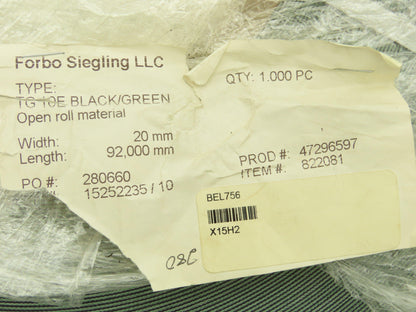 Forbo Siegling LLC
QTY: 1.000 PC
TYPE:
TG 10E BLACK/GREEN
Open roll material
Width: 20 mm
Length: 92,000 mm
PROD #: 47296597
ITEM #: 822081
PO #: 280660
15252235 / 10
BEL756
X15H2